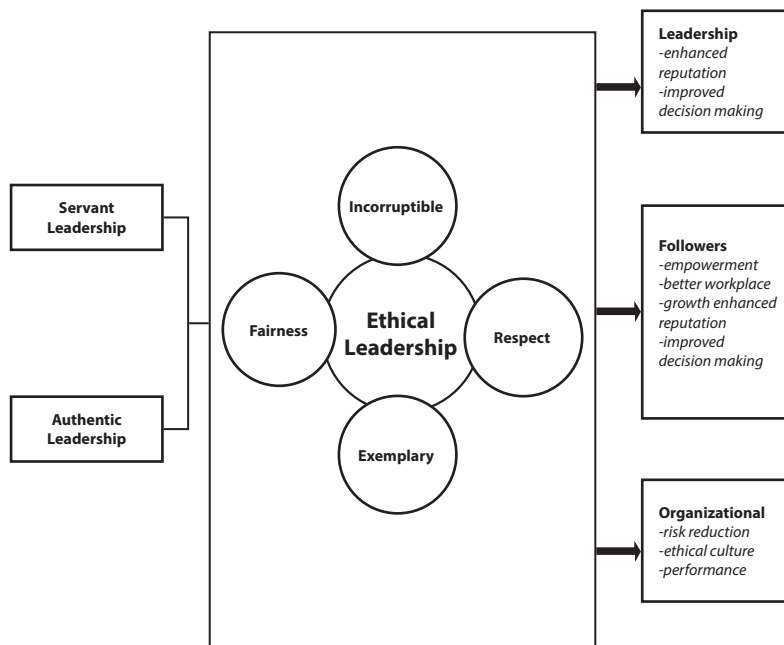 Servant
Leadership
Authentic
Leadership
Incorruptible
Fairness
Ethical
Leadership
Respect
Exemplary
Leadership
-enhanced
reputation
-improved
decision making
Followers
-empowerment
-better workplace
-growth enhanced
reputation
-improved
decision making
Organizational
-risk reduction
-ethical culture
-performance